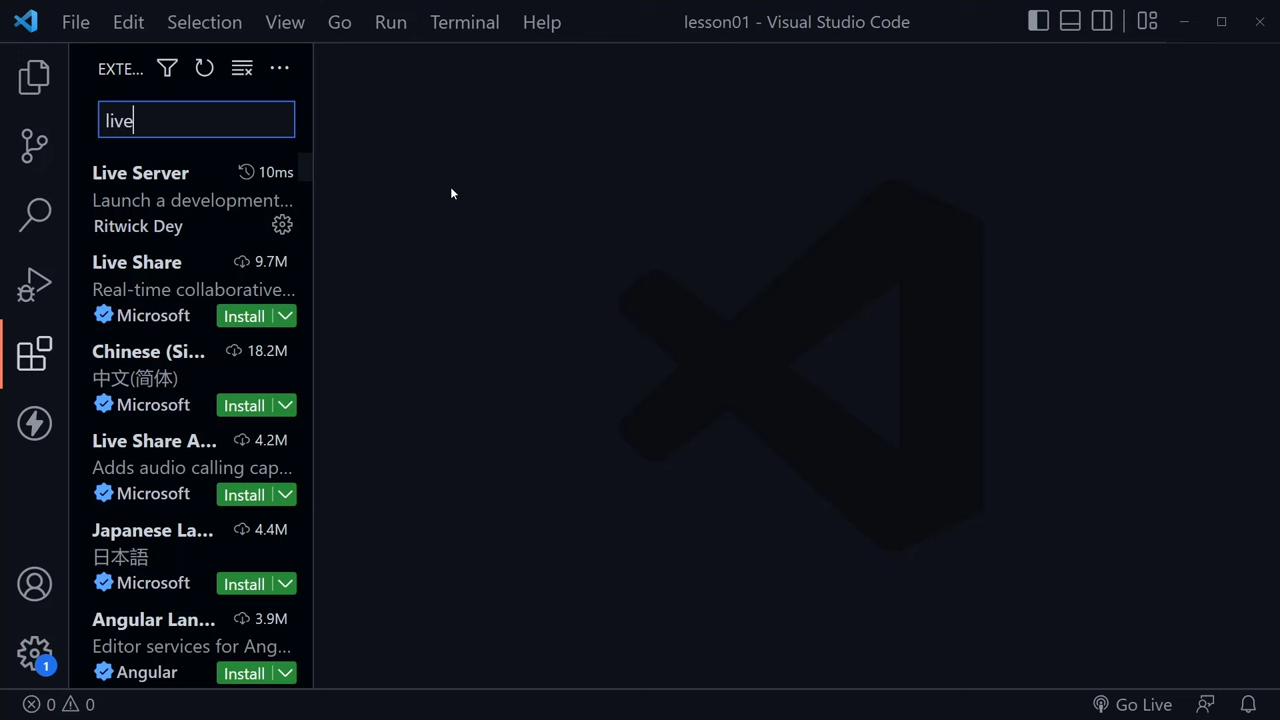 File Edit Selection View Go Run Terminal Help lesson01 - Visual Studio Code
EXTE...
live
Live Server 10ms
Launch a development...
Ritwick Dey
Live Share 9.7M
Real-time collaborative...
Microsoft Install
Chinese (Si... 18.2M
中文(简体)
Microsoft Install
Live Share A... 4.2M
Adds audio calling cap...
Microsoft Install
Japanese La... 4.4M
日本語
Microsoft Install
Angular Lan... 3.9M
Editor services for Ang...
Angular Install
1
0 0 Go Live